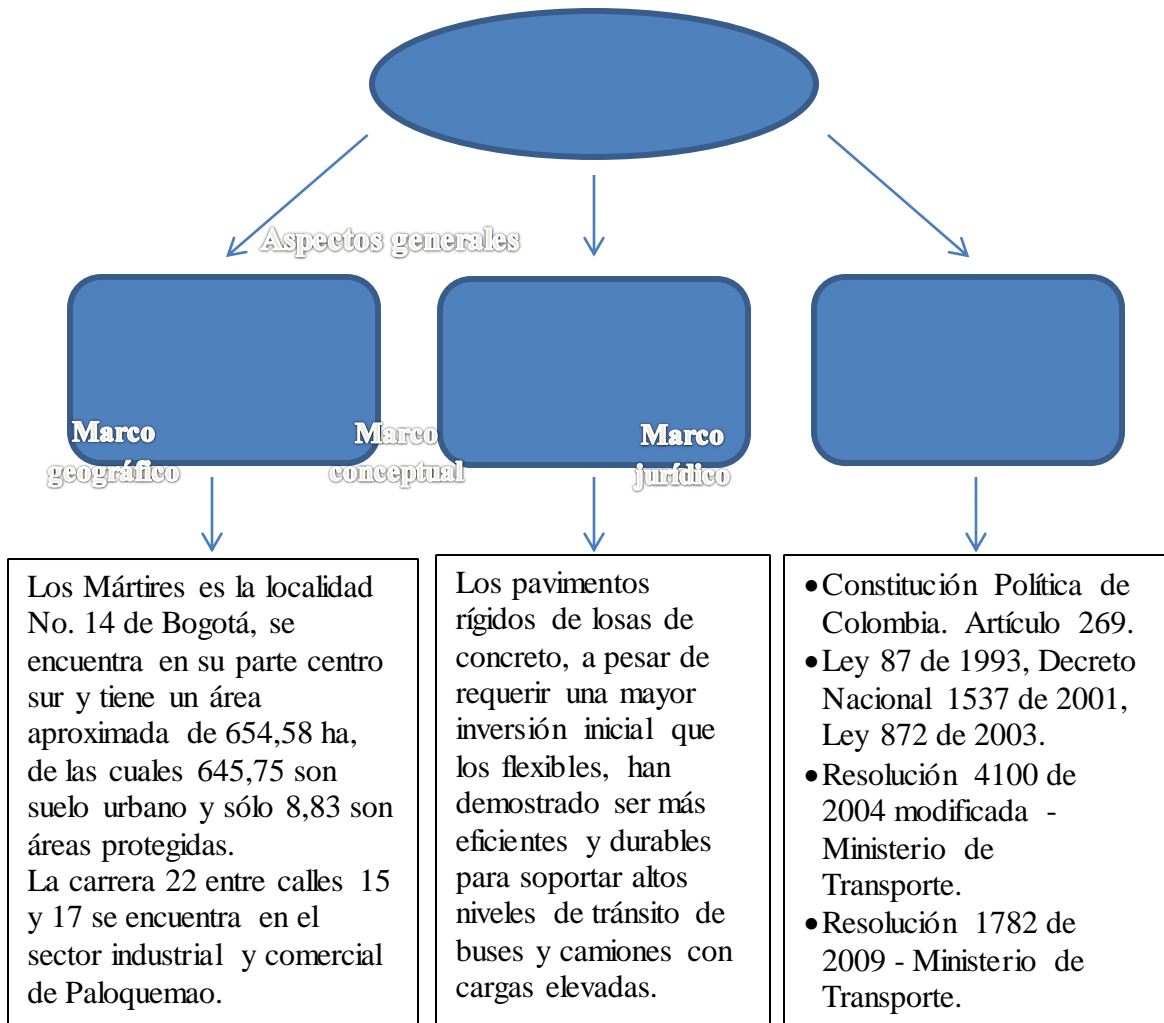 Aspectos generales
Marco
geográfico
Marco
conceptual
Marco
jurídico
Los Mártires es la localidad
No. 14 de Bogotá, se
encuentra en su parte centro
sur y tiene un área
aproximada de 654,58 ha,
de las cuales 645,75 son
suelo urbano y sólo 8,83 son
áreas protegidas.
La carrera 22 entre calles 15
y 17 se encuentra en el
sector industrial y comercial
de Paloquemao.
Los pavimentos
rígidos de losas de
concreto, a pesar de
requerir una mayor
inversión inicial que
los flexibles, han
demostrado ser más
eficientes y durables
para soportar altos
niveles de tránsito de
buses y camiones con
cargas elevadas.
•Constitución Política de
Colombia. Artículo 269.
•Ley 87 de 1993, Decreto
Nacional 1537 de 2001,
Ley 872 de 2003.
•Resolución 4100 de
2004 modificada -
Ministerio de
Transporte.
•Resolución 1782 de
2009 - Ministerio de
Transporte.